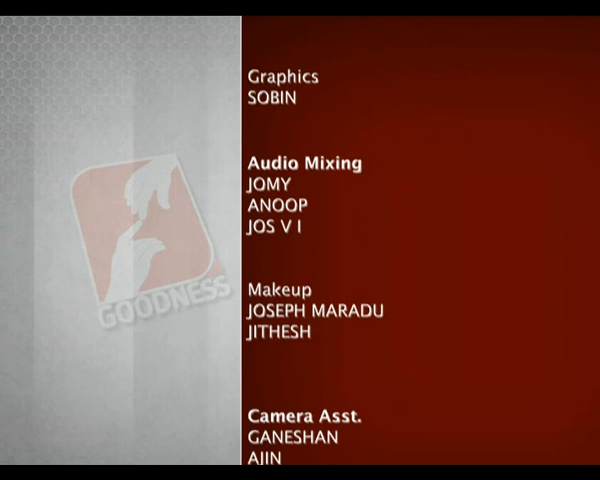 Graphics
SOBIN
Audio Mixing
JOMY
ANOOP
JOS V I
GOODNESS
Makeup
JOSEPH MARADU
JITHESH
Camera Asst.
GANESHAN
AJIN